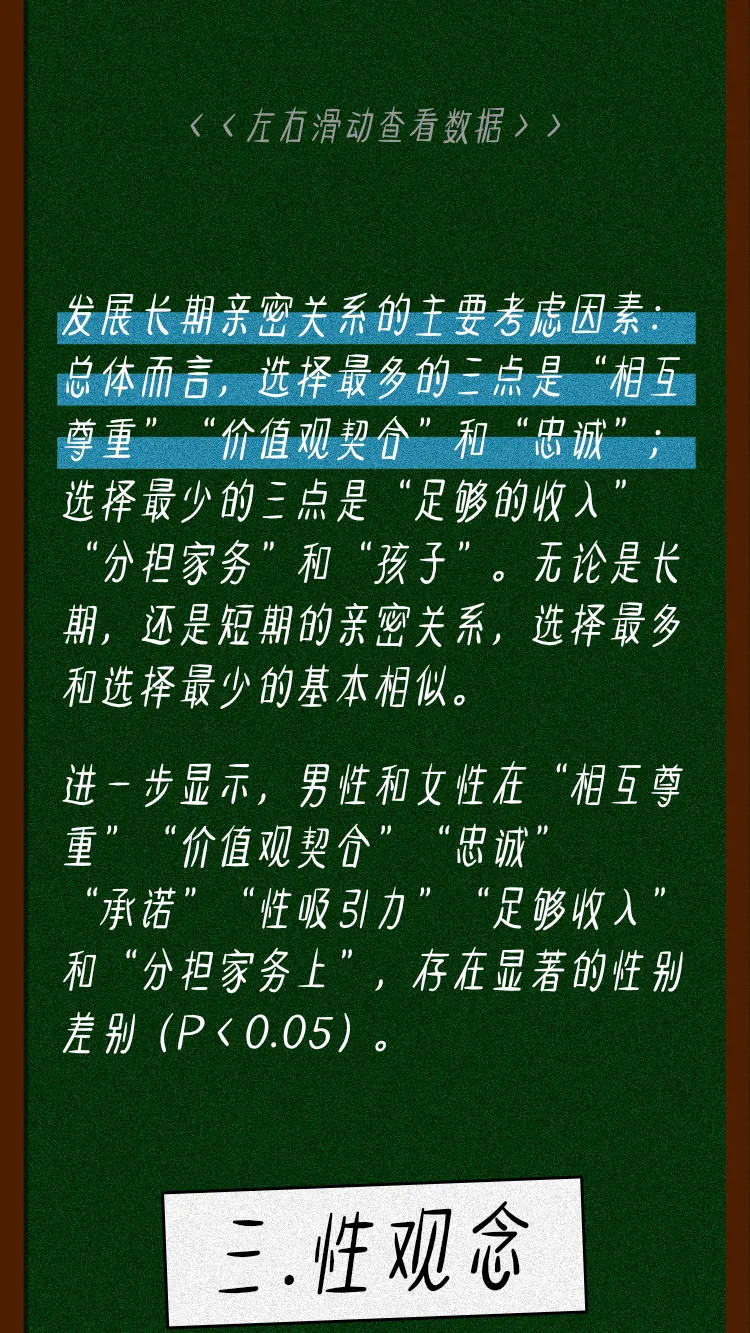 〈〈左右滑动查看数据〉〉
发展长期亲密关系的主要考虑因素：
总体而言，选择最多的三点是“相互
尊重”“价值观契合”和“忠诚”；
选择最少的三点是“足够的收入”
“分担家务”和“孩子”。无论是长
期，还是短期的亲密关系，选择最多
和选择最少的基本相似。
进一步显示，男性和女性在“相互尊
重”“价值观契合”“忠诚”
“承诺”“性吸引力”“足够收入”
和“分担家务上”，存在显著的性别
差别（P＜0.05）。
三.性观念